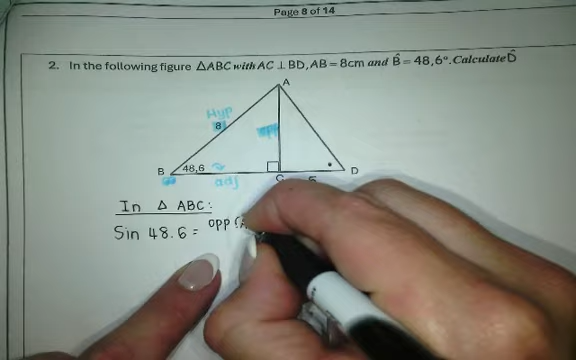 Page 8 of 14
2. In the following figure ΔABC with AC ⊥ BD, AB = 8cm and B̂ = 48,6°. Calculate D̂
A
Hyp
8
opp
B
48,6
adj
C
5
D
In Δ ABC:
Sin 48.6 = opp (A